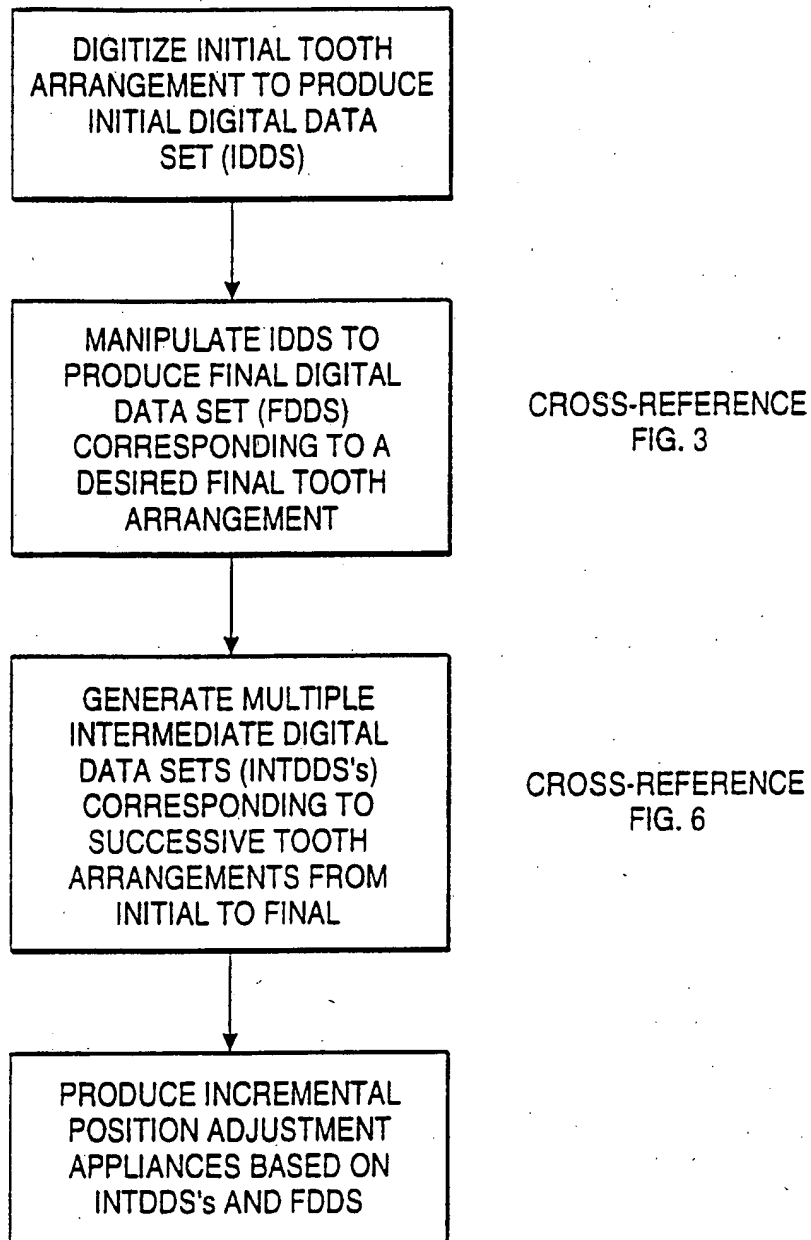 DIGITIZE INITIAL TOOTH
ARRANGEMENT TO PRODUCE
INITIAL DIGITAL DATA
SET (IDDS)
MANIPULATE IDDS TO
PRODUCE FINAL DIGITAL
DATA SET (FDDS)
CORRESPONDING TO A
DESIRED FINAL TOOTH
ARRANGEMENT
CROSS-REFERENCE
FIG. 3
GENERATE MULTIPLE
INTERMEDIATE DIGITAL
DATA SETS (INTDDS's)
CORRESPONDING TO
SUCCESSIVE TOOTH
ARRANGEMENTS FROM
INITIAL TO FINAL
CROSS-REFERENCE
FIG. 6
PRODUCE INCREMENTAL
POSITION ADJUSTMENT
APPLIANCES BASED ON
INTDDS's AND FDDS